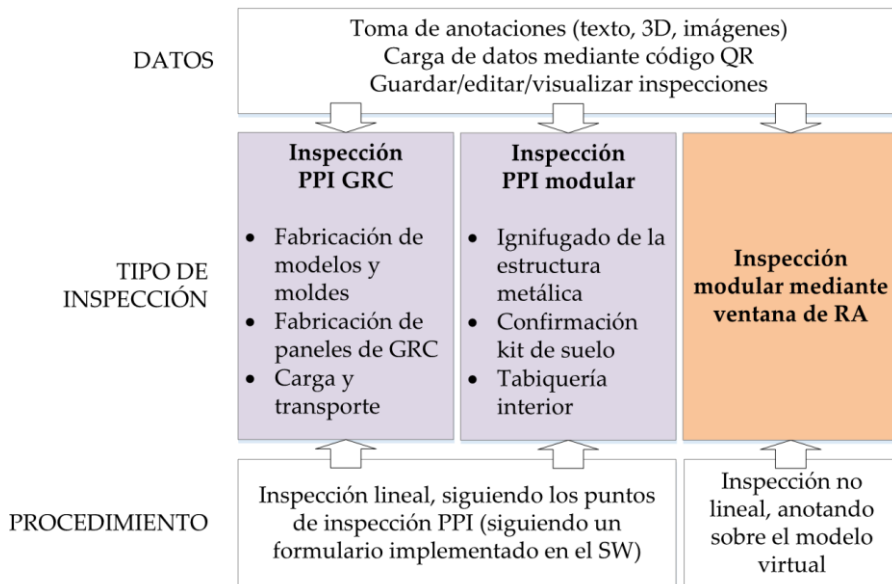 DATOS
Toma de anotaciones (texto, 3D, imágenes)
Carga de datos mediante código QR
Guardar/editar/visualizar inspecciones
TIPO DE
INSPECCIÓN
Inspección
PPI GRC
• Fabricación de
modelos y
moldes
• Fabricación de
paneles de GRC
• Carga y
transporte
Inspección
PPI modular
• Ignifugado de la
estructura
metálica
• Confirmación
kit de suelo
• Tabiquería
interior
Inspección
modular mediante
ventana de RA
PROCEDIMIENTO
Inspección lineal, siguiendo los puntos
de inspección PPI (siguiendo un
formulario implementado en el SW)
Inspección no
lineal, anotando
sobre el modelo
virtual